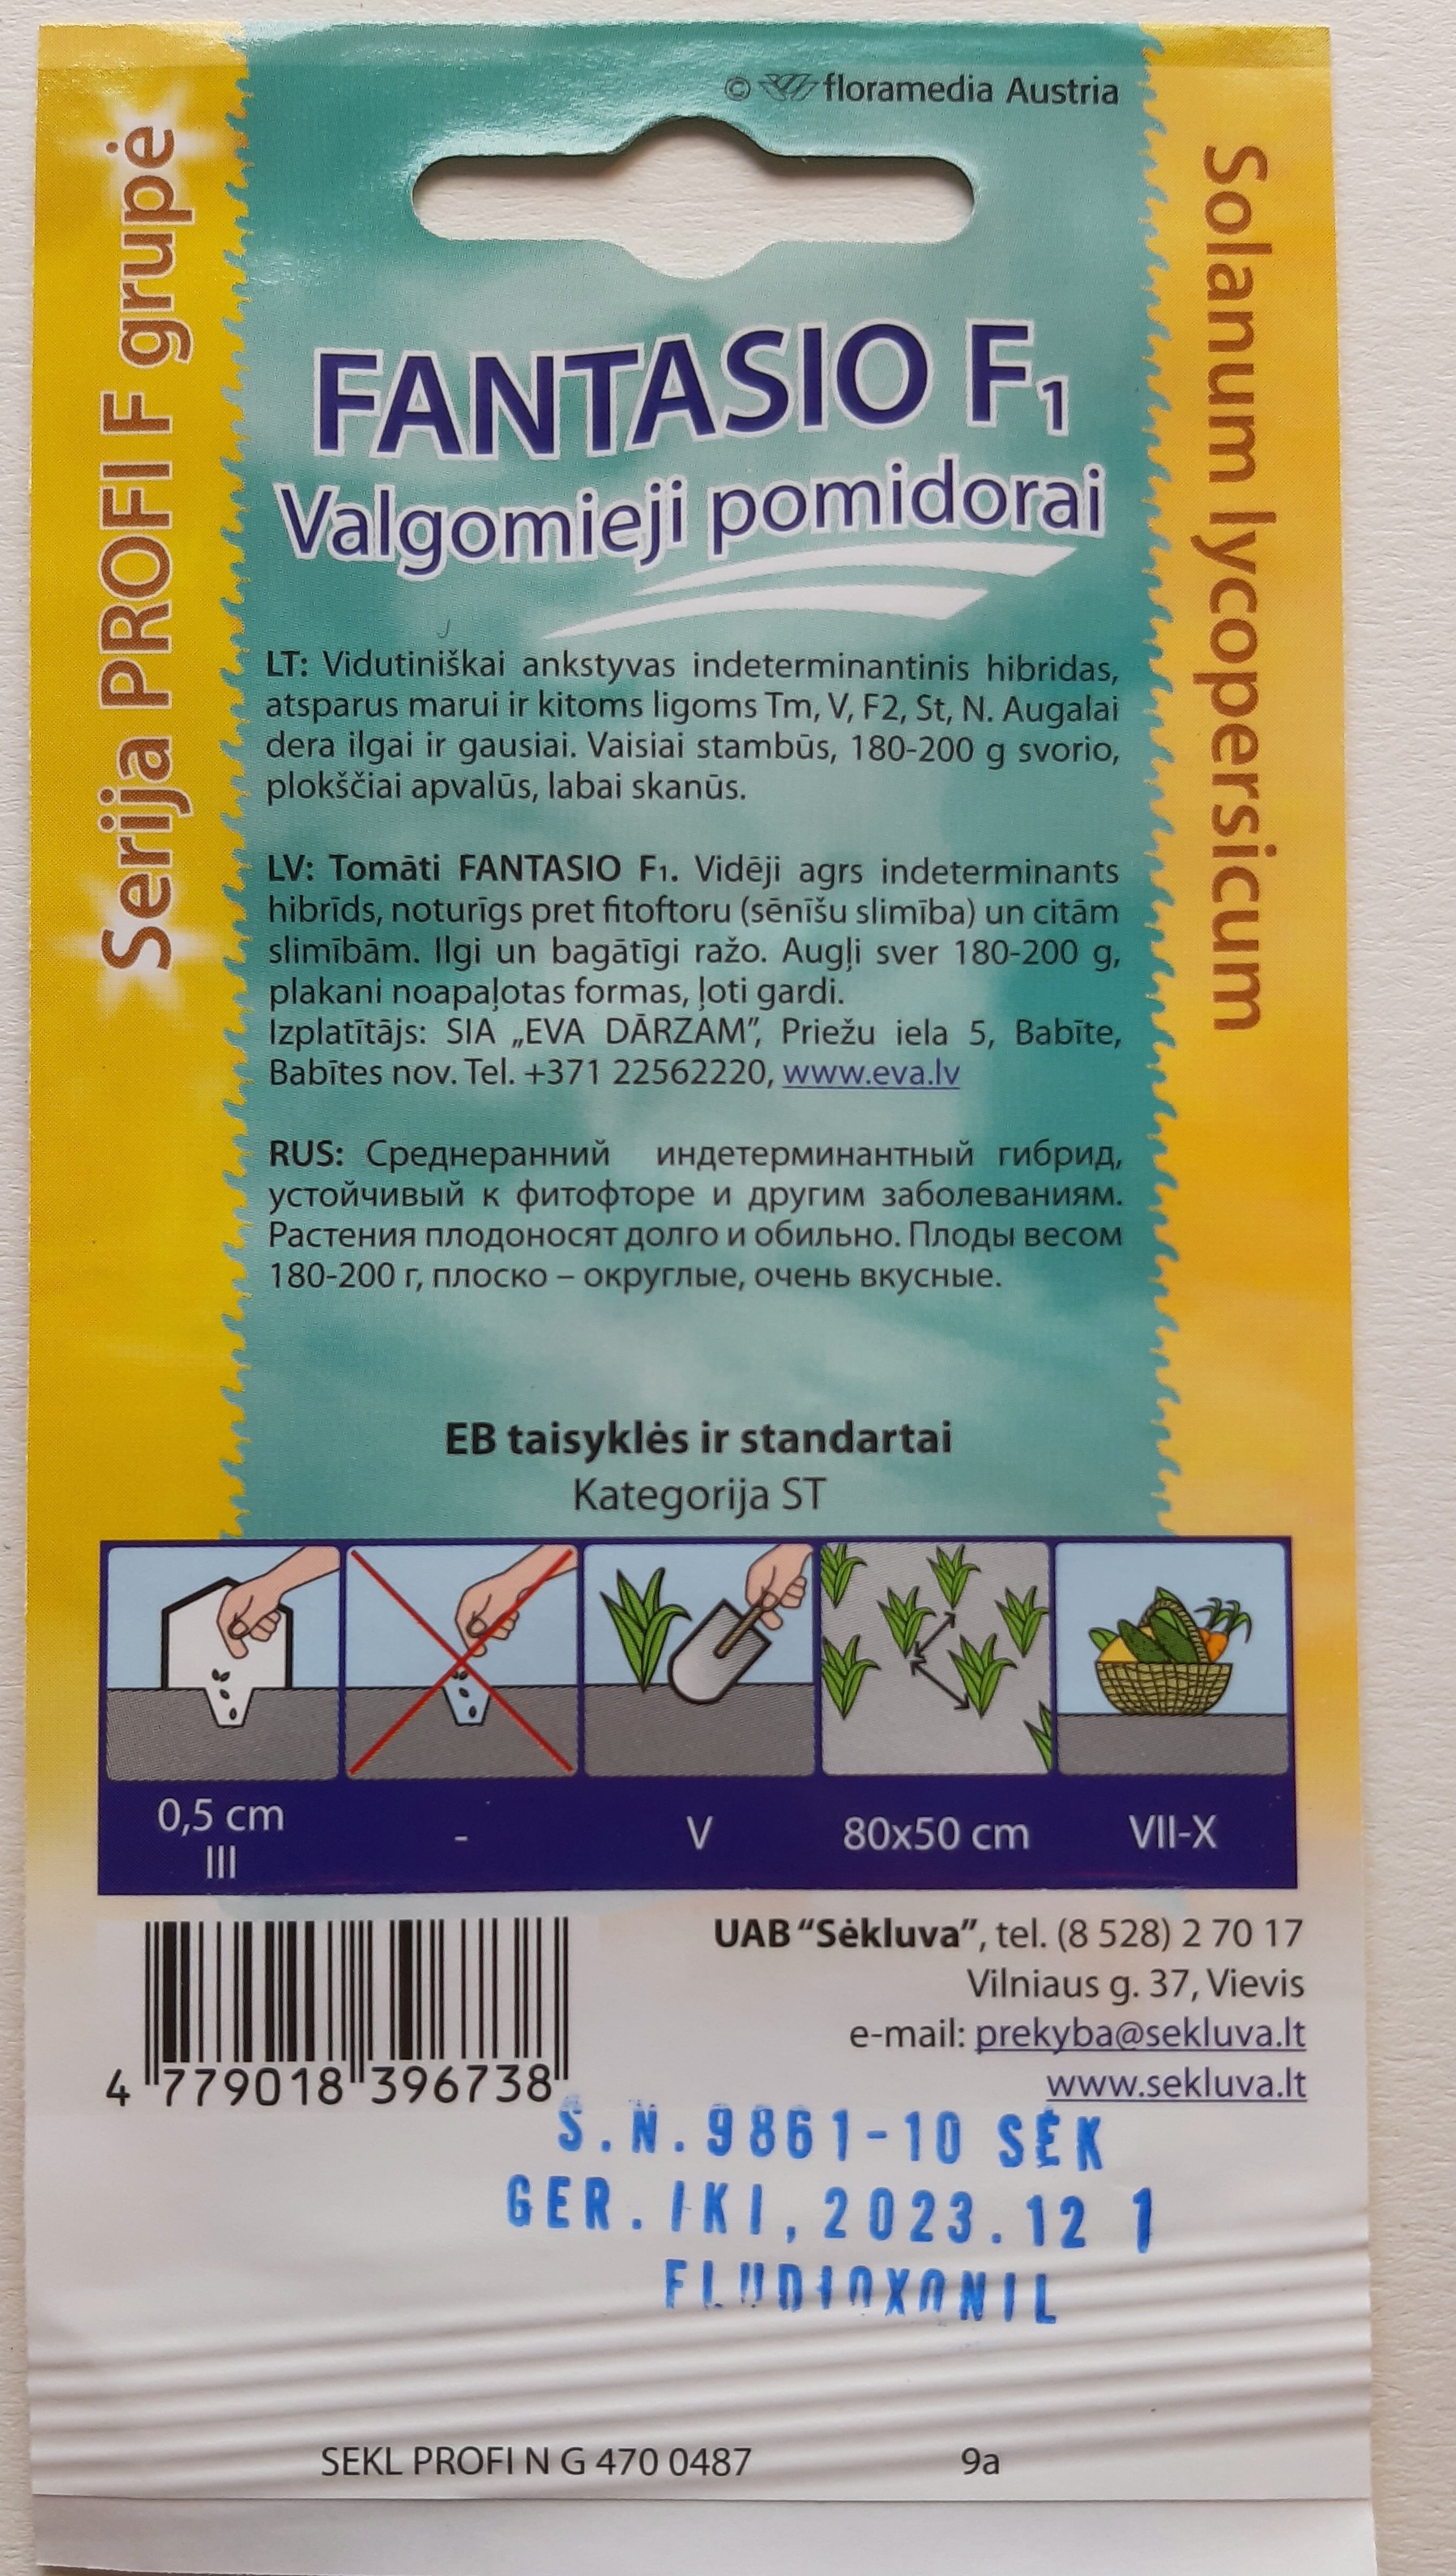 © floramedia Austria
Serija PROFI F grupė
Solanum lycopersicum
FANTASIO F₁
Valgomieji pomidorai
LT: Vidutiniškai ankstyvas indeterminantinis hibridas,
atsparus marui ir kitoms ligoms Tm, V, F2, St, N. Augalai
dera ilgai ir gausiai. Vaisiai stambūs, 180-200 g svorio,
plokščiai apvalūs, labai skanūs.
LV: Tomāti FANTASIO F₁. Vidēji agrs indeterminants
hibrīds, noturīgs pret fitoftoru (sēnīšu slimība) un citām
slimībām. Ilgi un bagātīgi ražo. Augļi sver 180-200 g,
plakani noapaļotas formas, ļoti gardi.
Izplatītājs: SIA „EVA DĀRZAM”, Priežu iela 5, Babīte,
Babītes nov. Tel. +371 22562220, www.eva.lv
RUS: Среднеранний индетерминантный гибрид,
устойчивый к фитофторе и другим заболеваниям.
Растения плодоносят долго и обильно. Плоды весом
180-200 г, плоско – округлые, очень вкусные.
EB taisyklės ir standartai
Kategorija ST
0,5 cm
III
-
V
80x50 cm
VII-X
UAB “Sėkluva”, tel. (8 528) 2 70 17
Vilniaus g. 37, Vievis
e-mail: prekyba@sekluva.lt
www.sekluva.lt
4 779018 396738
S.N.9861-10 SĖK
GER.IKI,2023.12 1
FLUDIOXONIL
SEKL PROFI N G 470 0487 9a